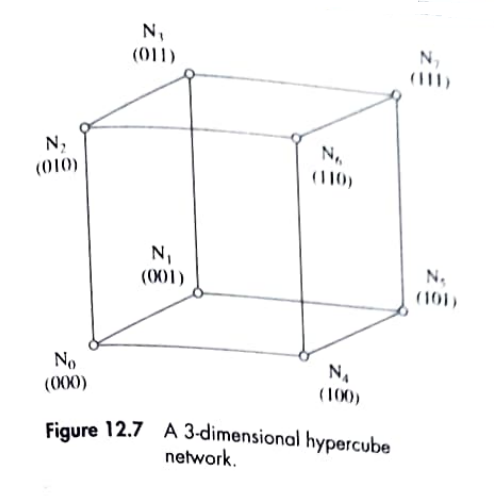 N₃
(011)
N₇
(111)
N₂
(010)
N₆
(110)
N₁
(001)
N₅
(101)
N₀
(000)
N₄
(100)
Figure 12.7 A 3-dimensional hypercube
network.